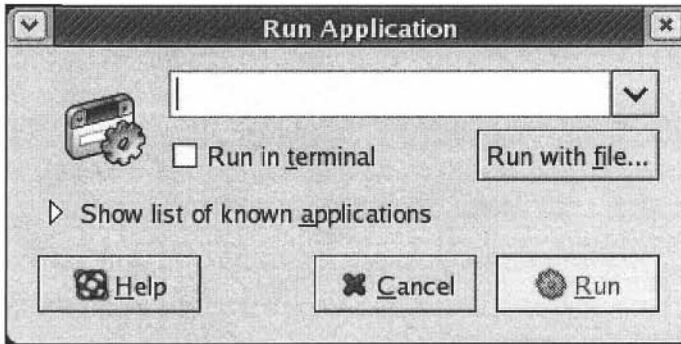 Run Application
Run in terminal
Run with file...
Show list of known applications
Help
Cancel
Run